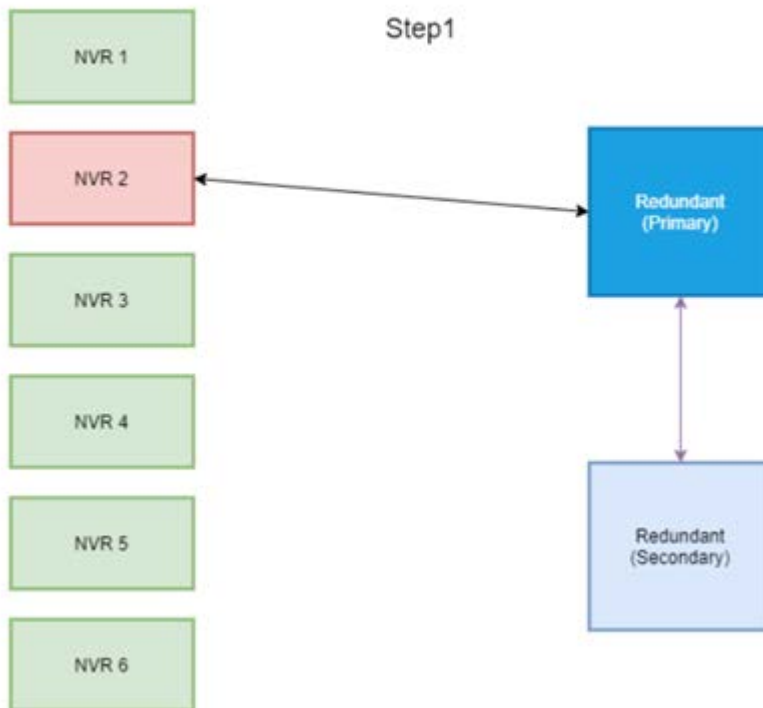 Step1
NVR 1
NVR 2
Redundant
(Primary)
NVR 3
NVR 4
NVR 5
Redundant
(Secondary)
NVR 6